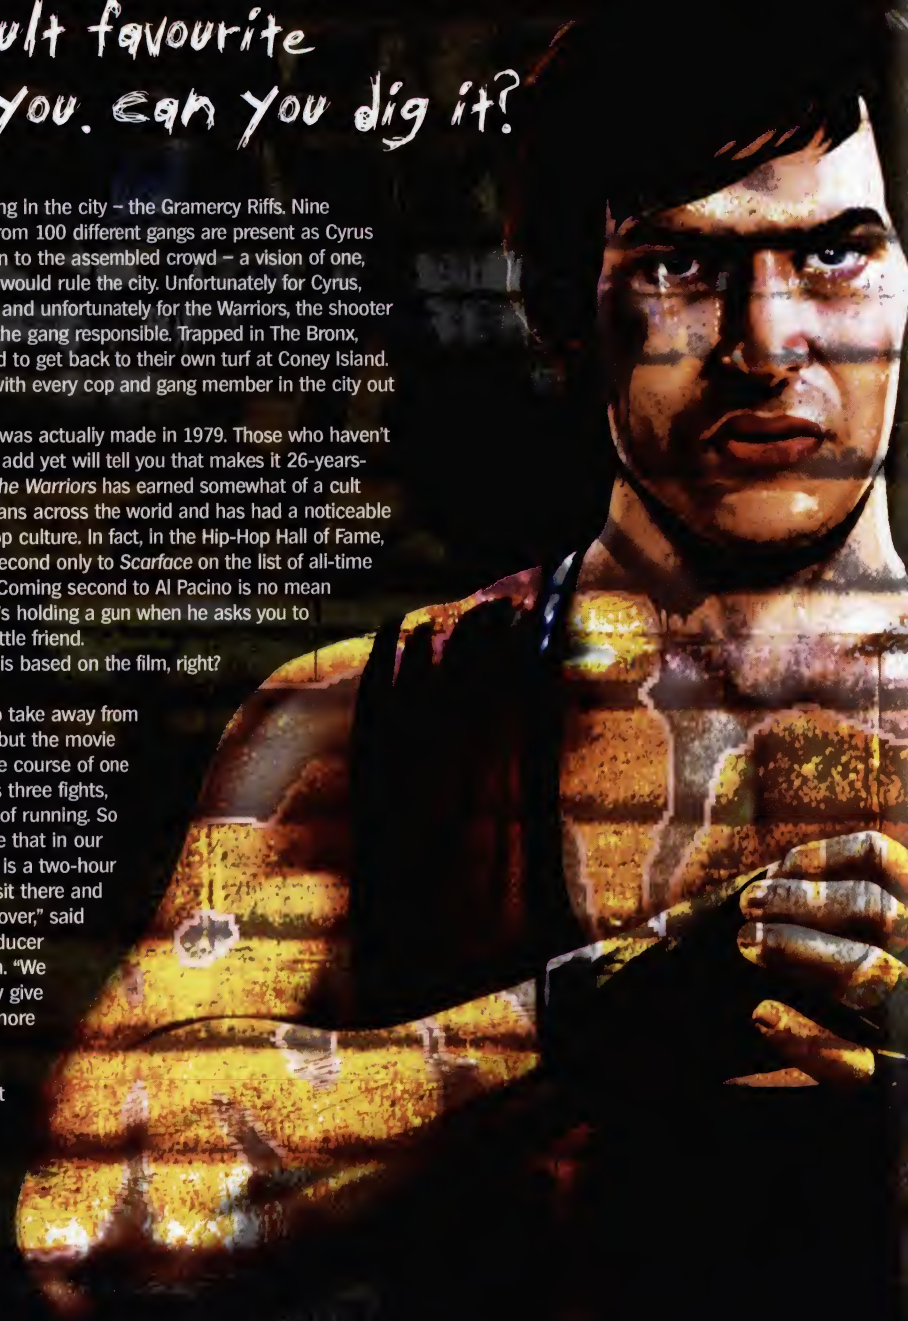 ult favourite
you. can you dig it?
ng in the city – the Gramercy Riffs. Nine
rom 100 different gangs are present as Cyrus
n to the assembled crowd – a vision of one,
would rule the city. Unfortunately for Cyrus,
and unfortunately for the Warriors, the shooter
the gang responsible. Trapped in The Bronx,
d to get back to their own turf at Coney Island.
with every cop and gang member in the city out
was actually made in 1979. Those who haven't
add yet will tell you that makes it 26-years-
he Warriors has earned somewhat of a cult
ans across the world and has had a noticeable
op culture. In fact, in the Hip-Hop Hall of Fame,
econd only to Scarface on the list of all-time
Coming second to Al Pacino is no mean
's holding a gun when he asks you to
ttle friend.
is based on the film, right?
o take away from
but the movie
e course of one
s three fights,
of running. So
e that in our
is a two-hour
sit there and
over," said
ducer
n. "We
y give
more
t